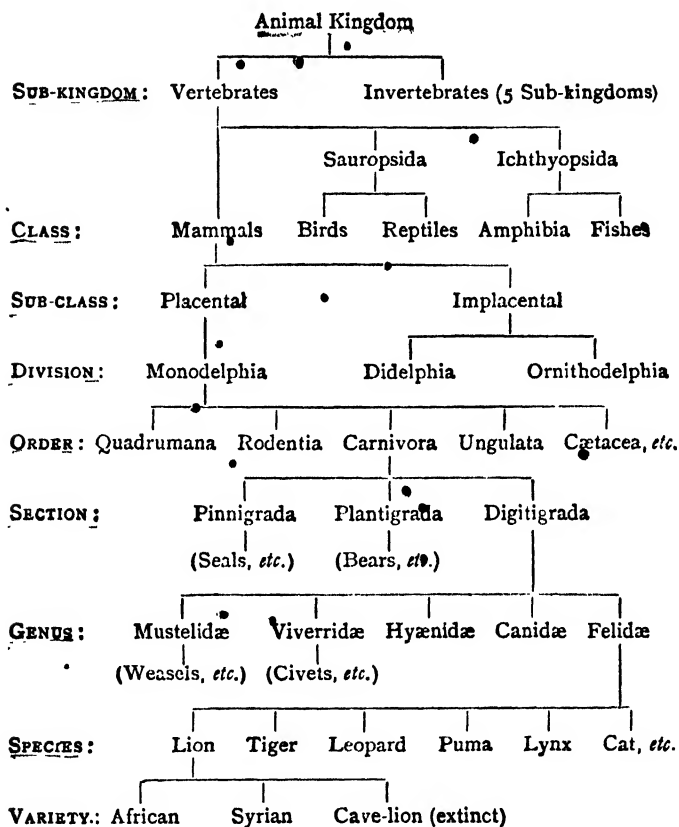 Animal Kingdom
SUB-KINGDOM: Vertebrates Invertebrates (5 Sub-kingdoms)
Sauropsida Ichthyopsida
CLASS: Mammals Birds Reptiles Amphibia Fishes
SUB-CLASS: Placental Implacental
DIVISION: Monodelphia Didelphia Ornithodelphia
ORDER: Quadrumana Rodentia Carnivora Ungulata Cætacea, etc.
SECTION: Pinnigrada Plantigrada Digitigrada
(Seals, etc.) (Bears, etc.)
GENUS: Mustelidæ Viverridæ Hyænidæ Canidæ Felidæ
(Weasels, etc.) (Civets, etc.)
SPECIES: Lion Tiger Leopard Puma Lynx Cat, etc.
VARIETY.: African Syrian Cave-lion (extinct)